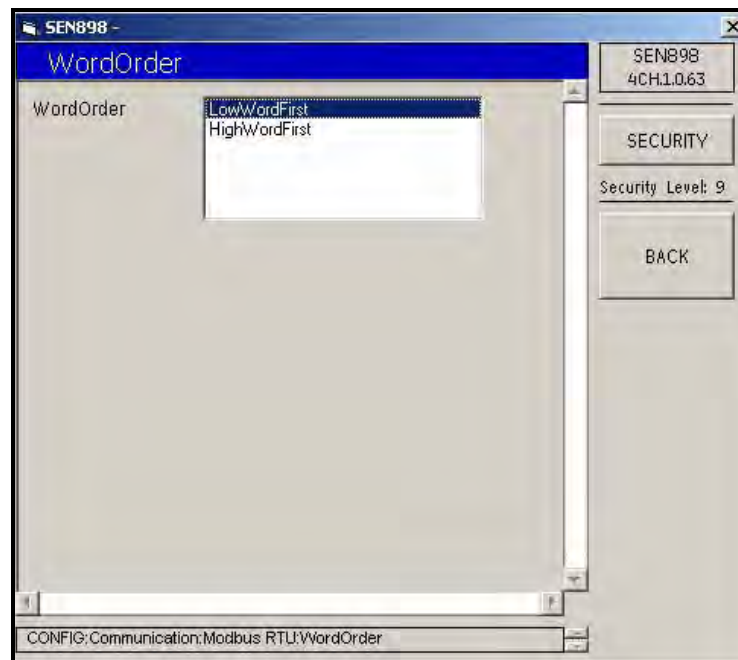 SEN898 -
WordOrder
SEN898
4CH.1.0.63
WordOrder
LowWordFirst
HighWordFirst
SECURITY
Security Level: 9
BACK
CONFIG:Communication:Modbus RTU:WordOrder